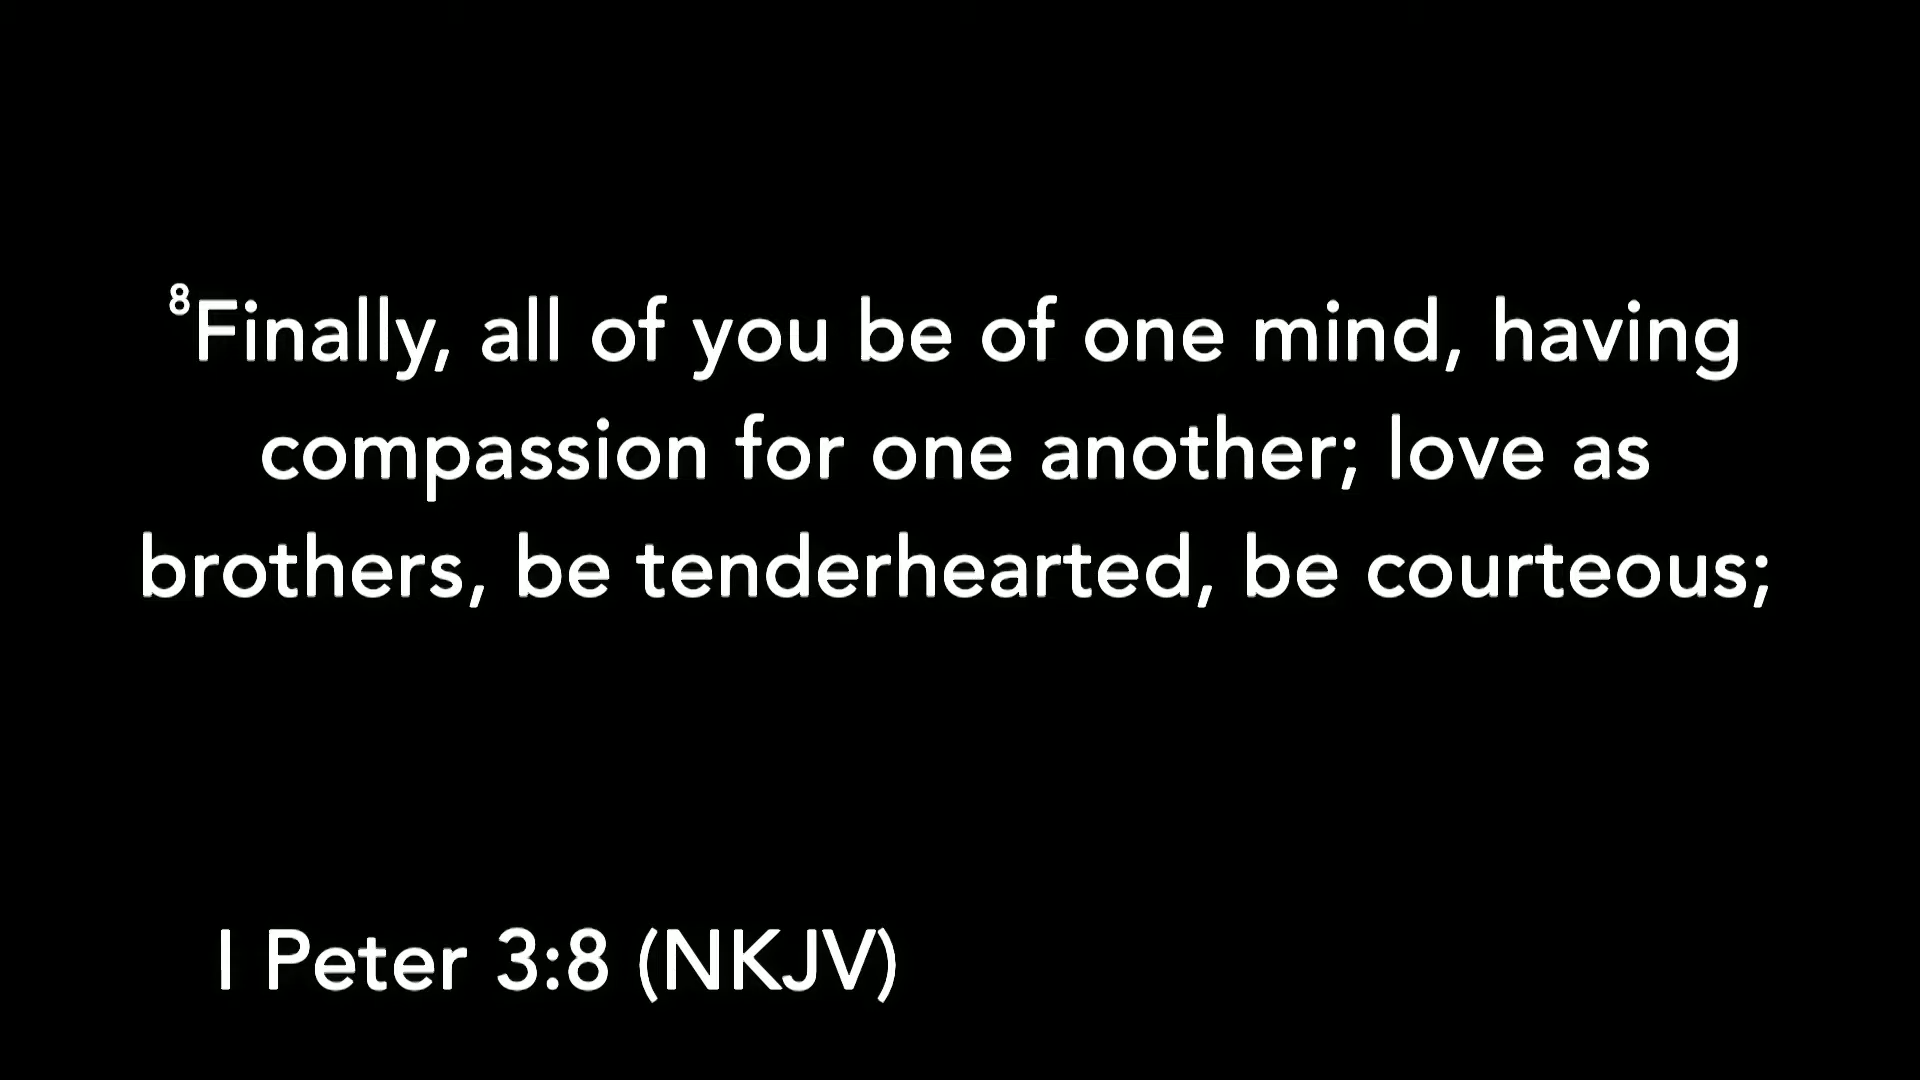 ⁸Finally, all of you be of one mind, having
compassion for one another; love as
brothers, be tenderhearted, be courteous;
I Peter 3:8 (NKJV)